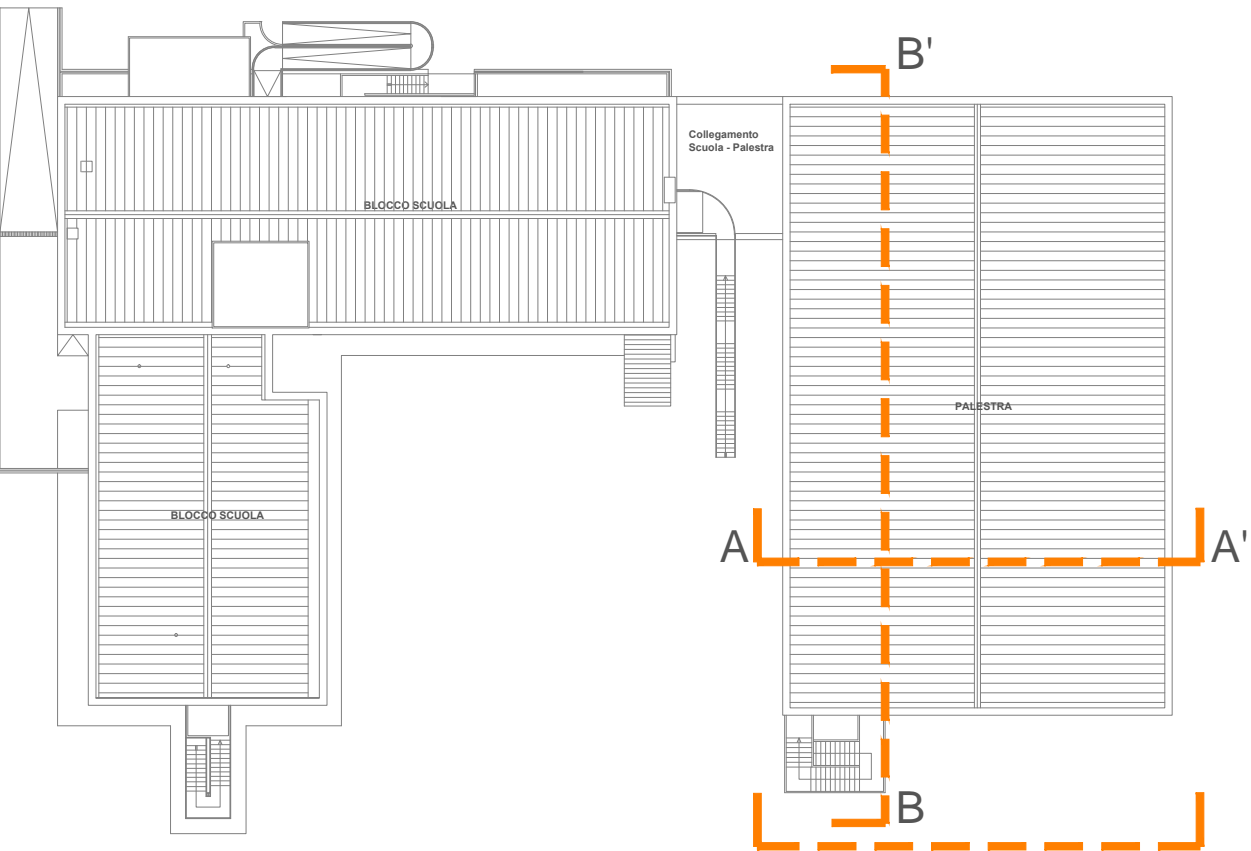 B'
Collegamento
Scuola - Palestra
BLOCCO SCUOLA
PALESTRA
BLOCCO SCUOLA
A
A'
B